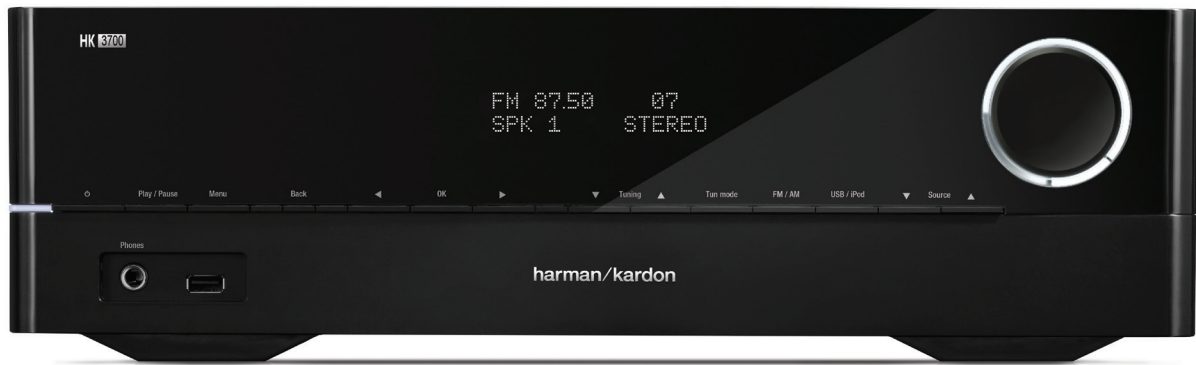 HK 3700
FM 87.50 07
SPK 1 STEREO
Play / Pause Menu Back OK Tuning Tun mode FM / AM USB / iPod Source
Phones
harman/kardon